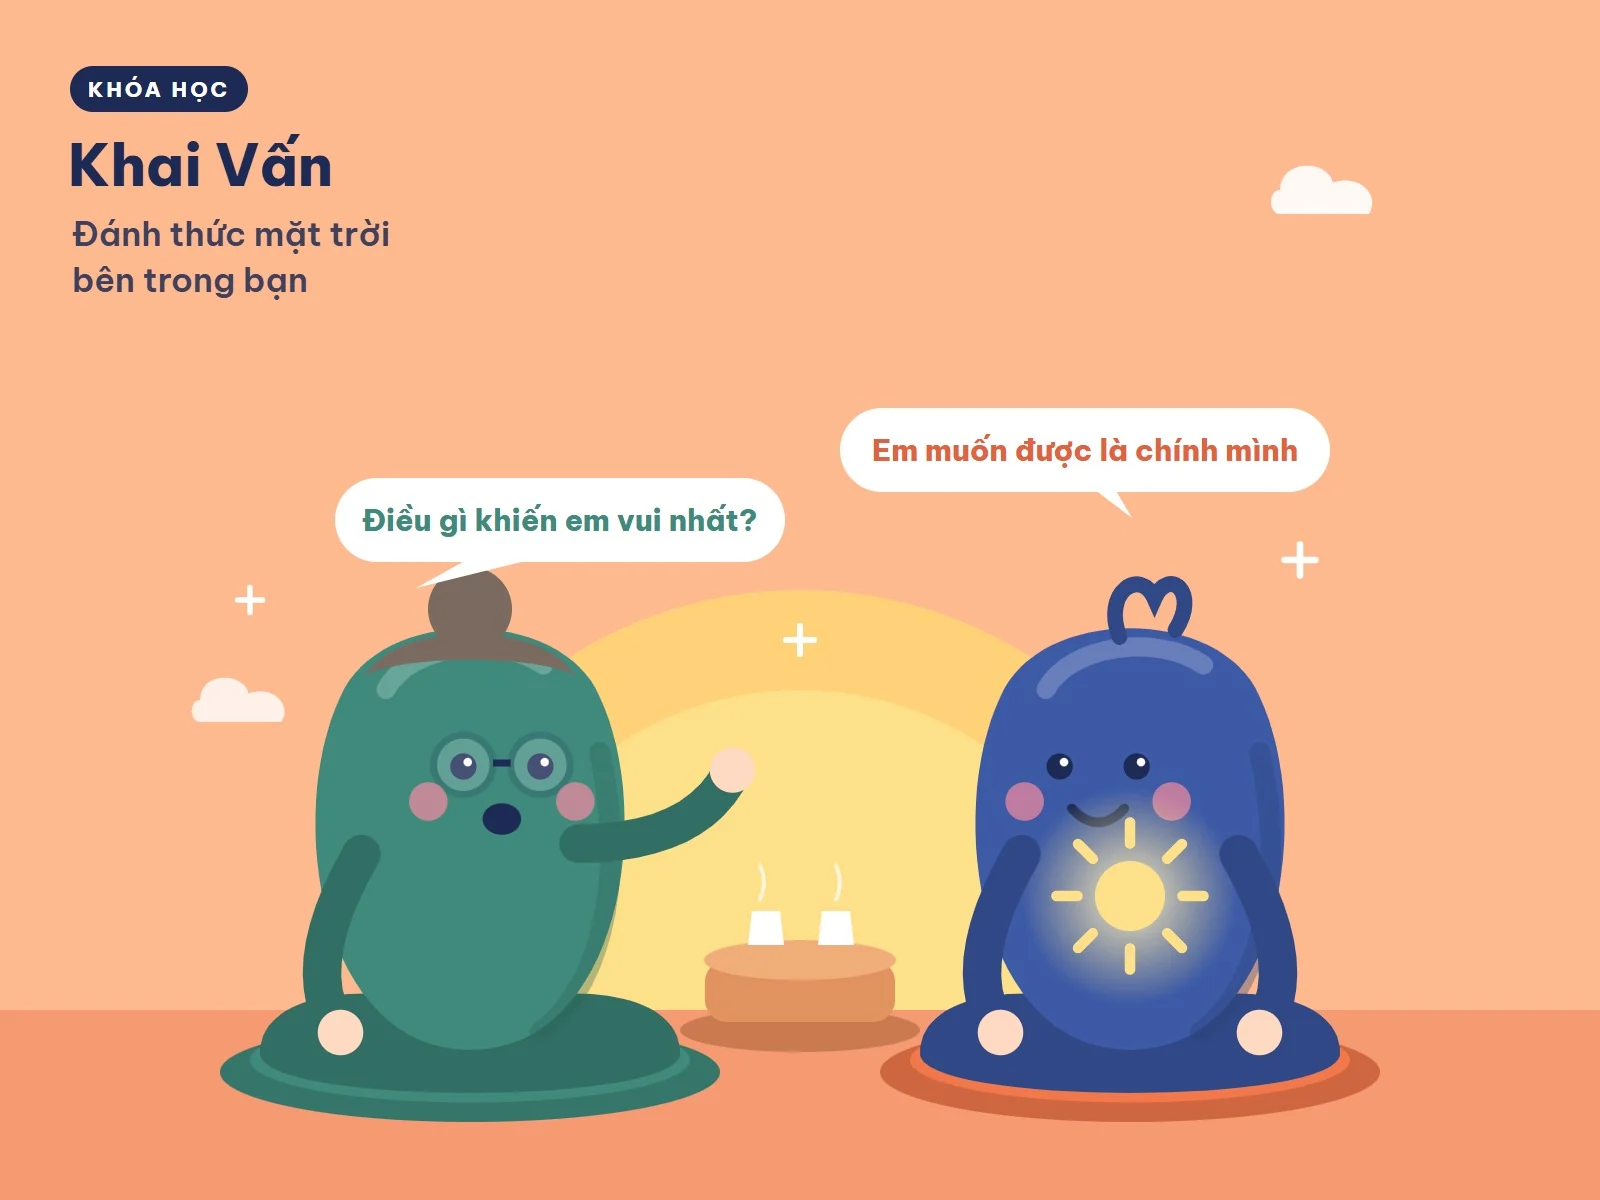 KHÓA HỌC
Khai Vấn
Đánh thức mặt trời
bên trong bạn
Em muốn được là chính mình
Điều gì khiến em vui nhất?